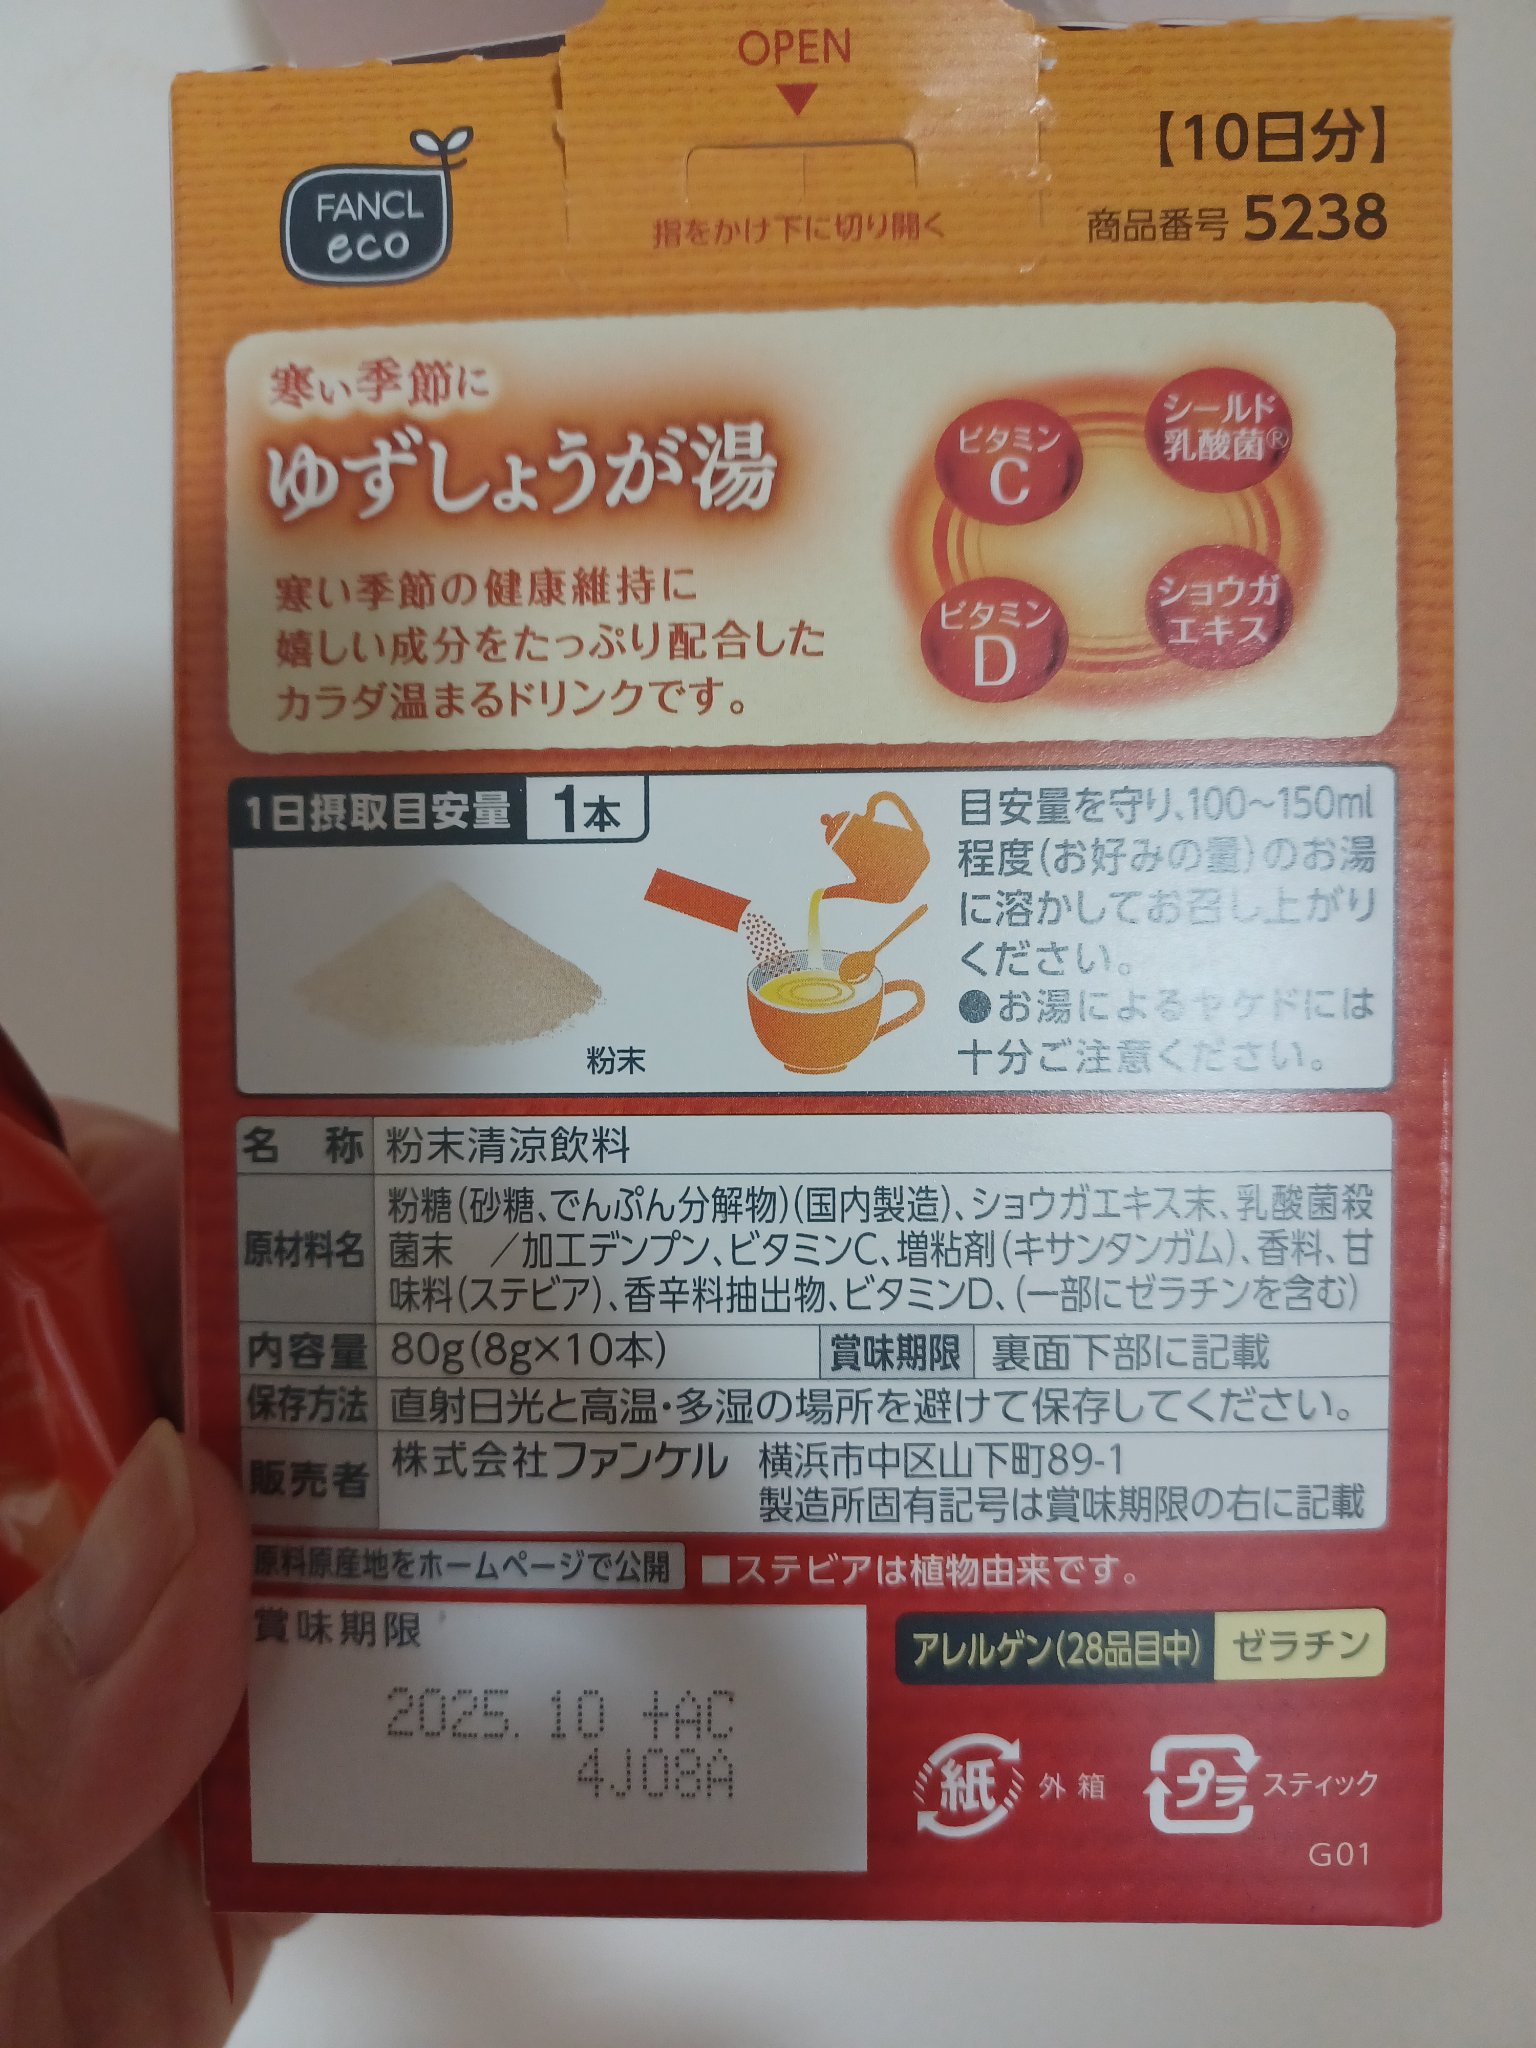 OPEN
指をかけ下に切り開く
FANCL
eco
【10日分】
商品番号 5238
寒い季節に
ゆずしょうが湯
寒い季節の健康維持に
嬉しい成分をたっぷり配合した
カラダ温まるドリンクです。
ビタミン
C
シールド
乳酸菌®
ビタミン
D
ショウガ
エキス
1日摂取目安量 1本
粉末
目安量を守り、100~150ml
程度(お好みの量)のお湯
に溶かしてお召し上がり
ください。
●お湯によるヤケドには
十分ご注意ください。
名 称 粉末清涼飲料
原材料名 粉糖(砂糖、でんぷん分解物)(国内製造)、ショウガエキス末、乳酸菌殺
菌末 /加工デンプン、ビタミンC、増粘剤(キサンタンガム)、香料、甘
味料(ステビア)、香辛料抽出物、ビタミンD、(一部にゼラチンを含む)
内容量 80g(8g×10本) 賞味期限 裏面下部に記載
保存方法 直射日光と高温・多湿の場所を避けて保存してください。
販売者 株式会社ファンケル 横浜市中区山下町89-1
製造所固有記号は賞味期限の右に記載
原料原産地をホームページで公開 ■ステビアは植物由来です。
賞味期限
2025. 10 +AC
4J08A
アレルゲン(28品目中) ゼラチン
紙 外箱 プラ スティック
G01